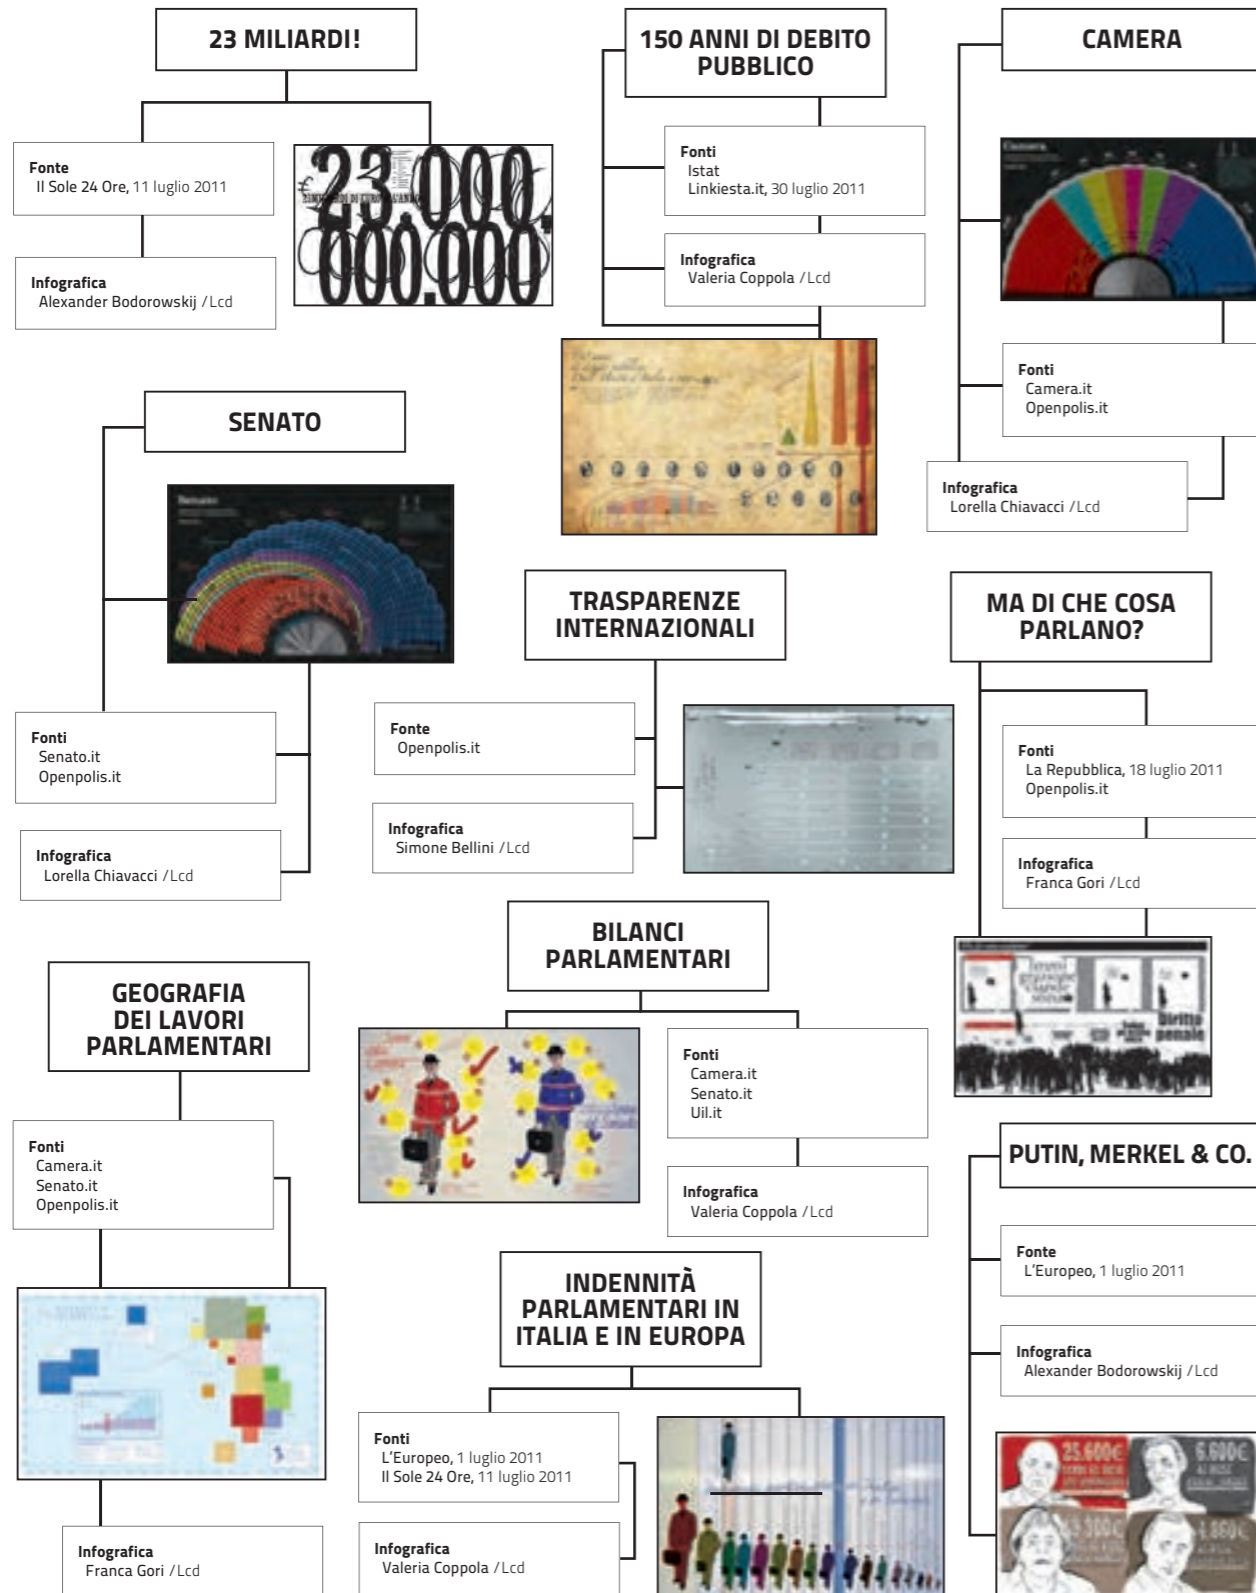 23 MILIARDI!
Fonte
Il Sole 24 Ore, 11 luglio 2011
Infografica
Alexander Bodorowskij / Lcd
23.000.
000.000
150 ANNI DI DEBITO
PUBBLICO
Fonti
Istat
Linkiesta.it, 30 luglio 2011
Infografica
Valeria Coppola / Lcd
CAMERA
Camera
Fonti
Camera.it
Openpolis.it
Infografica
Lorella Chiavacci / Lcd
SENATO
Senato
Fonti
Senato.it
Openpolis.it
Infografica
Lorella Chiavacci / Lcd
TRASPARENZE
INTERNAZIONALI
Fonte
Openpolis.it
Infografica
Simone Bellini / Lcd
MA DI CHE COSA
PARLANO?
Fonti
La Repubblica, 18 luglio 2011
Openpolis.it
Infografica
Franca Gori / Lcd
Diritto
penale
GEOGRAFIA
DEI LAVORI
PARLAMENTARI
Fonti
Camera.it
Senato.it
Openpolis.it
Infografica
Franca Gori / Lcd
BILANCI
PARLAMENTARI
Fonti
Camera.it
Senato.it
Uil.it
Infografica
Valeria Coppola / Lcd
INDENNITÀ
PARLAMENTARI IN
ITALIA E IN EUROPA
Fonti
L'Europeo, 1 luglio 2011
Il Sole 24 Ore, 11 luglio 2011
Infografica
Valeria Coppola / Lcd
PUTIN, MERKEL & CO.
Fonte
L'Europeo, 1 luglio 2011
Infografica
Alexander Bodorowskij / Lcd
25.600€
6.600€